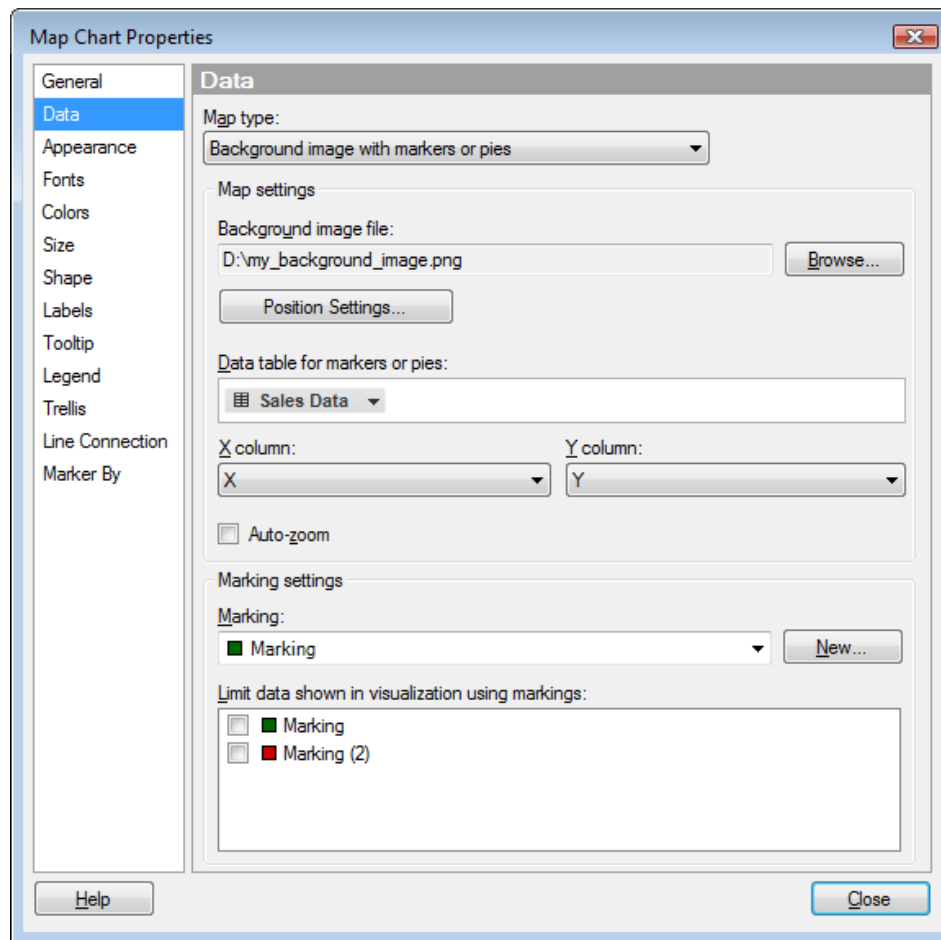 Map Chart Properties
General
Data
Appearance
Fonts
Colors
Size
Shape
Labels
Tooltip
Legend
Trellis
Line Connection
Marker By
Data
Map type:
Background image with markers or pies
Map settings
Background image file:
D:\my_background_image.png
Browse...
Position Settings...
Data table for markers or pies:
Sales Data
X column:
Y column:
X
Y
Auto-zoom
Marking settings
Marking:
Marking
New...
Limit data shown in visualization using markings:
Marking
Marking (2)
Help
Close